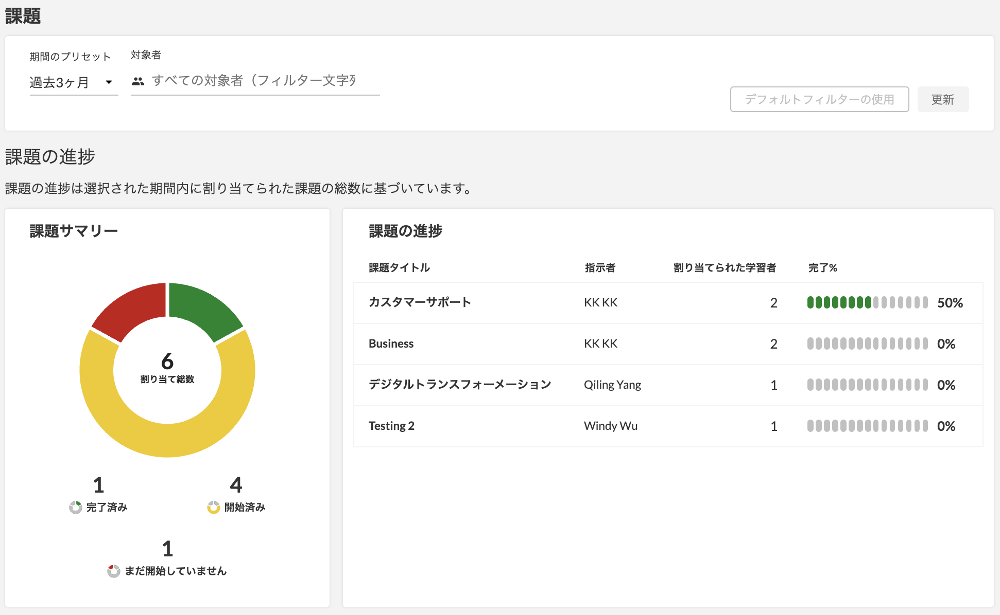 課題
期間のプリセット
対象者
過去3ヶ月
すべての対象者（フィルター文字列
デフォルトフィルターの使用
更新
課題の進捗
課題の進捗は選択された期間内に割り当てられた課題の総数に基づいています。
課題サマリー
6
割り当て総数
1
完了済み
4
開始済み
1
まだ開始していません
課題の進捗
課題タイトル 指示者 割り当てられた学習者 完了%
カスタマーサポート KK KK 2 50%
Business KK KK 2 0%
デジタルトランスフォーメーション Qiling Yang 1 0%
Testing 2 Windy Wu 1 0%